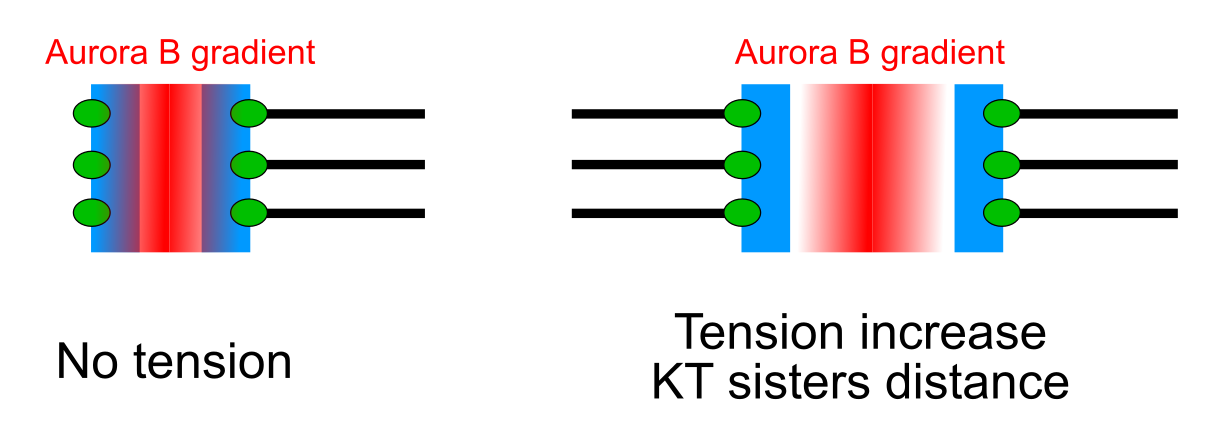 Aurora B gradient
Aurora B gradient
No tension
Tension increase
KT sisters distance